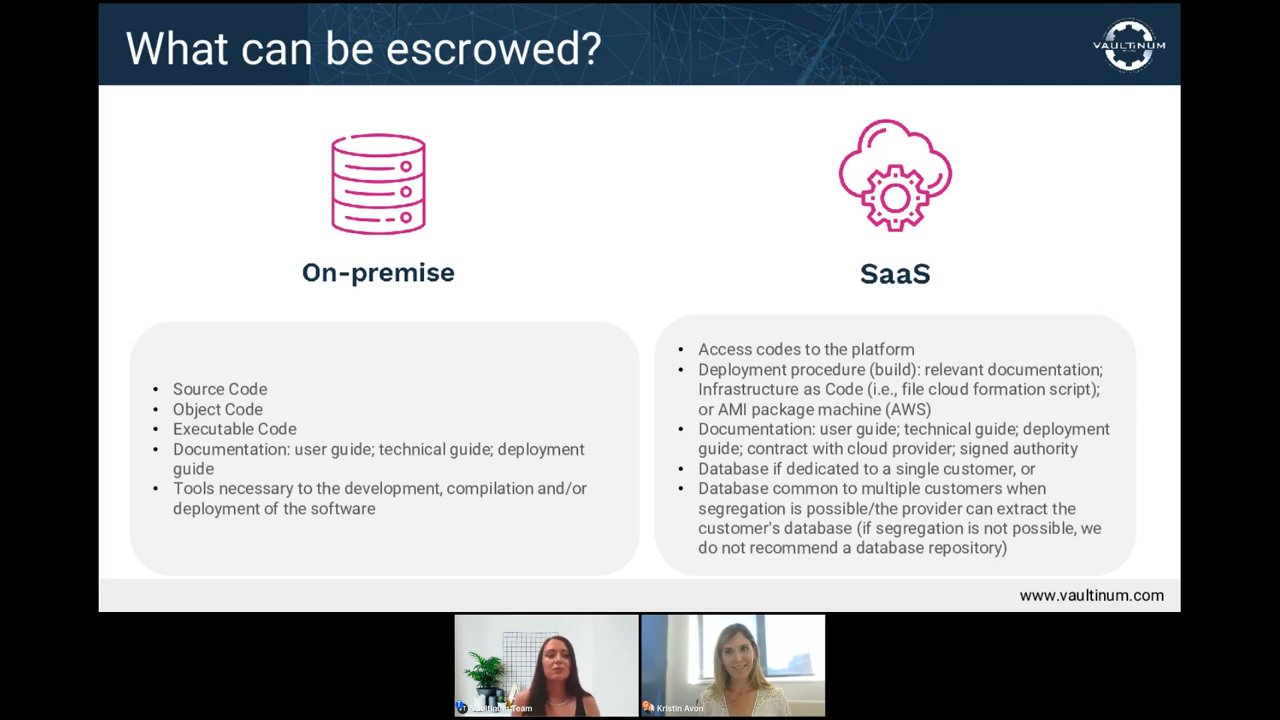 What can be escrowed?
VAULTINUM
On-premise
SaaS
• Source Code
• Object Code
• Executable Code
• Documentation: user guide; technical guide; deployment
guide
• Tools necessary to the development, compilation and/or
deployment of the software
• Access codes to the platform
• Deployment procedure (build): relevant documentation;
Infrastructure as Code (i.e., file cloud formation script);
or AMI package machine (AWS)
• Documentation: user guide; technical guide; deployment
guide; contract with cloud provider; signed authority
• Database if dedicated to a single customer, or
• Database common to multiple customers when
segregation is possible/the provider can extract the
customer's database (if segregation is not possible, we
do not recommend a database repository)
www.vaultinum.com
Vaultinum Team
Kristin Avon